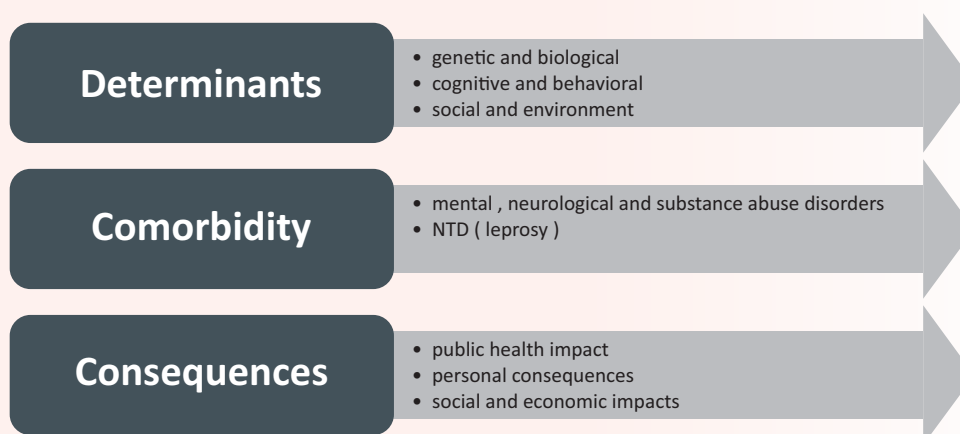 Determinants
• genetic and biological
• cognitive and behavioral
• social and environment
Comorbidity
• mental , neurological and substance abuse disorders
• NTD ( leprosy )
Consequences
• public health impact
• personal consequences
• social and economic impacts